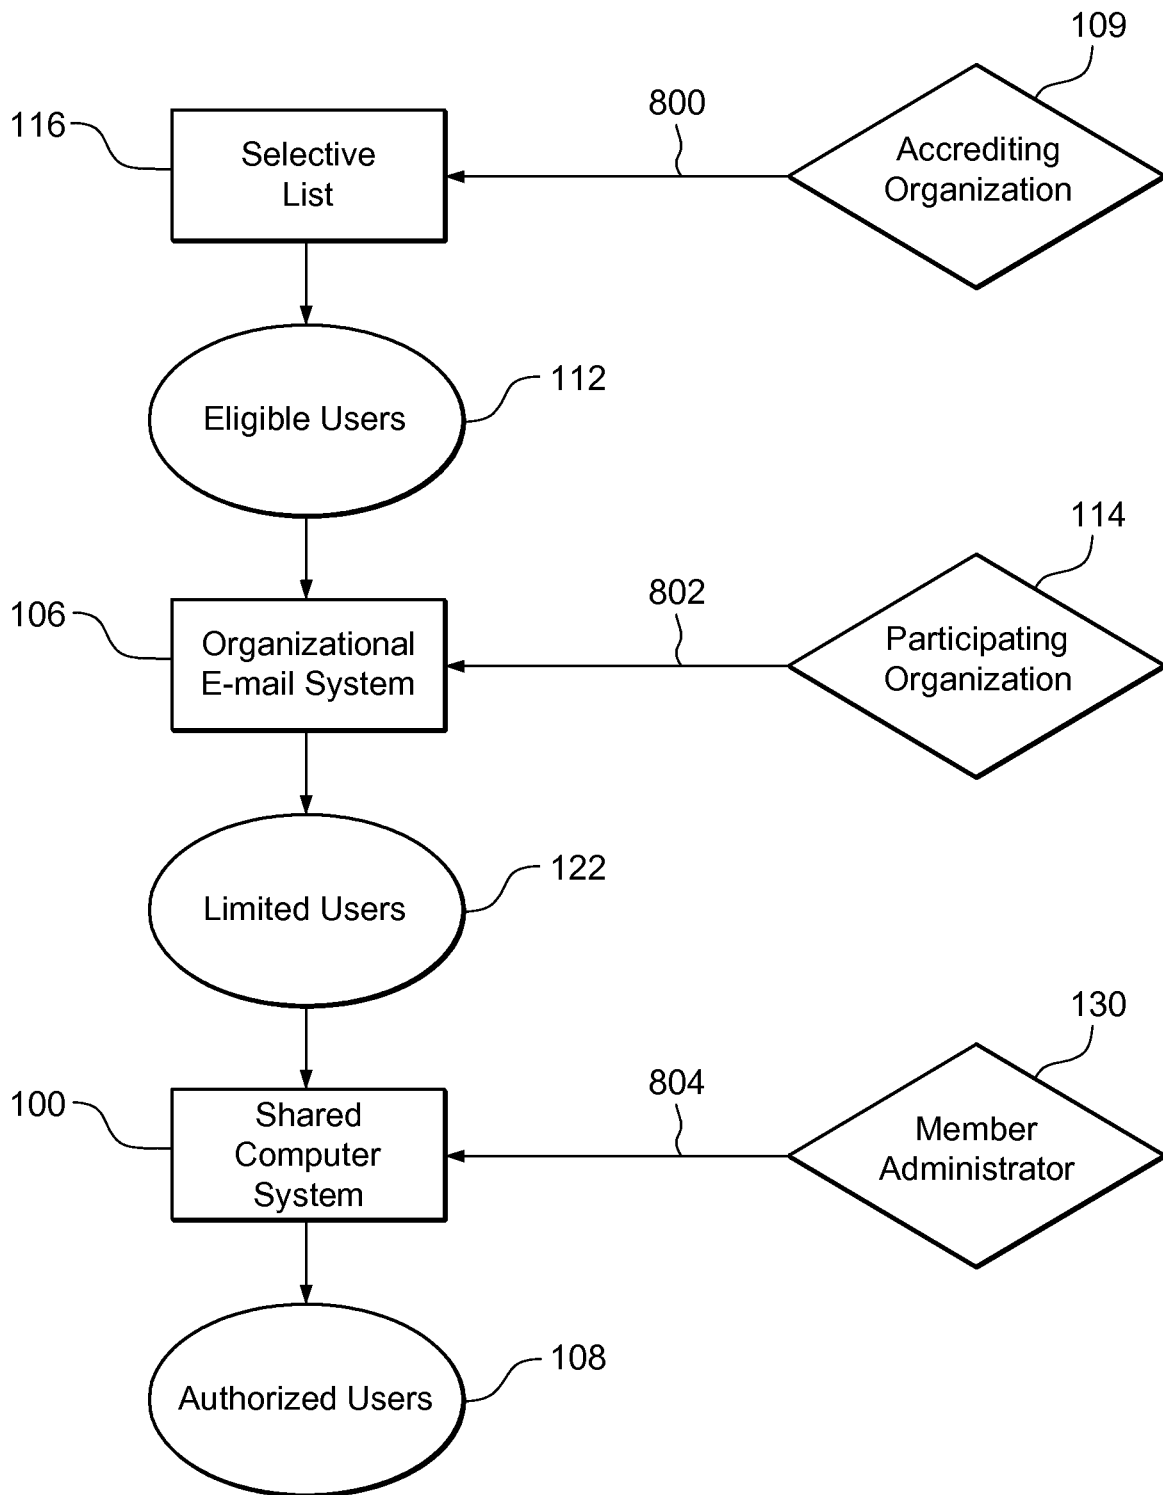 109
800
116
Selective
List
Accrediting
Organization
112
Eligible Users
114
802
106
Organizational
E-mail System
Participating
Organization
122
Limited Users
130
804
100
Shared
Computer
System
Member
Administrator
108
Authorized Users